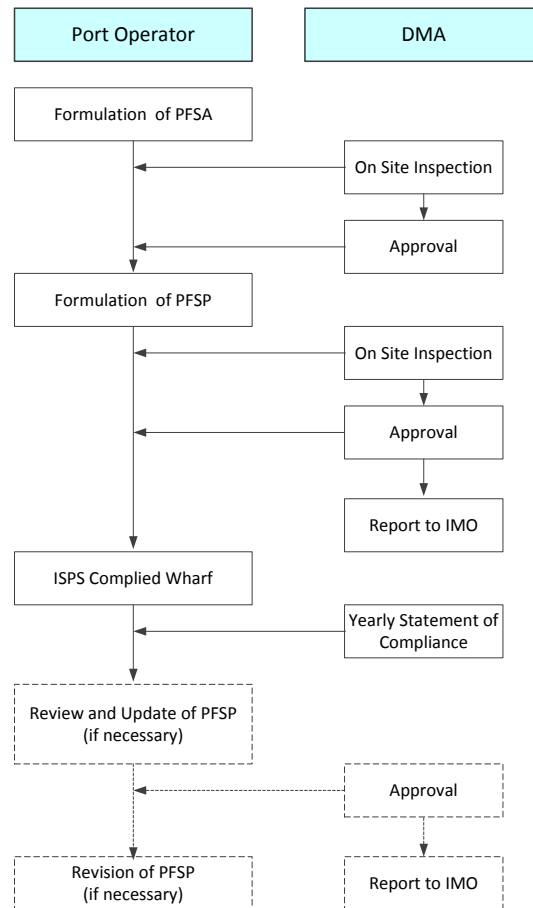 Port Operator
DMA
Formulation of PFSA
On Site Inspection
Approval
Formulation of PFSP
On Site Inspection
Approval
Report to IMO
ISPS Complied Wharf
Yearly Statement of
Compliance
Review and Update of PFSP
(if necessary)
Approval
Revision of PFSP
(if necessary)
Report to IMO